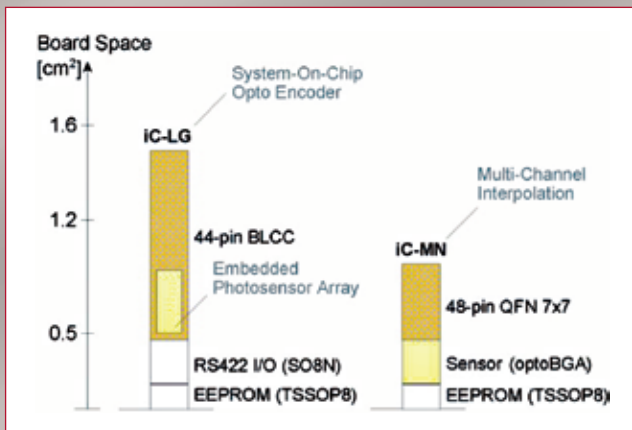 Board Space
[cm²]
System-On-Chip
Opto Encoder
1.6
iC-LG
1.2
Multi-Channel
Interpolation
44-pin BLCC
iC-MN
Embedded
Photosensor Array
48-pin QFN 7x7
0.5
RS422 I/O (SO8N)
Sensor (optoBGA)
EEPROM (TSSOP8)
EEPROM (TSSOP8)